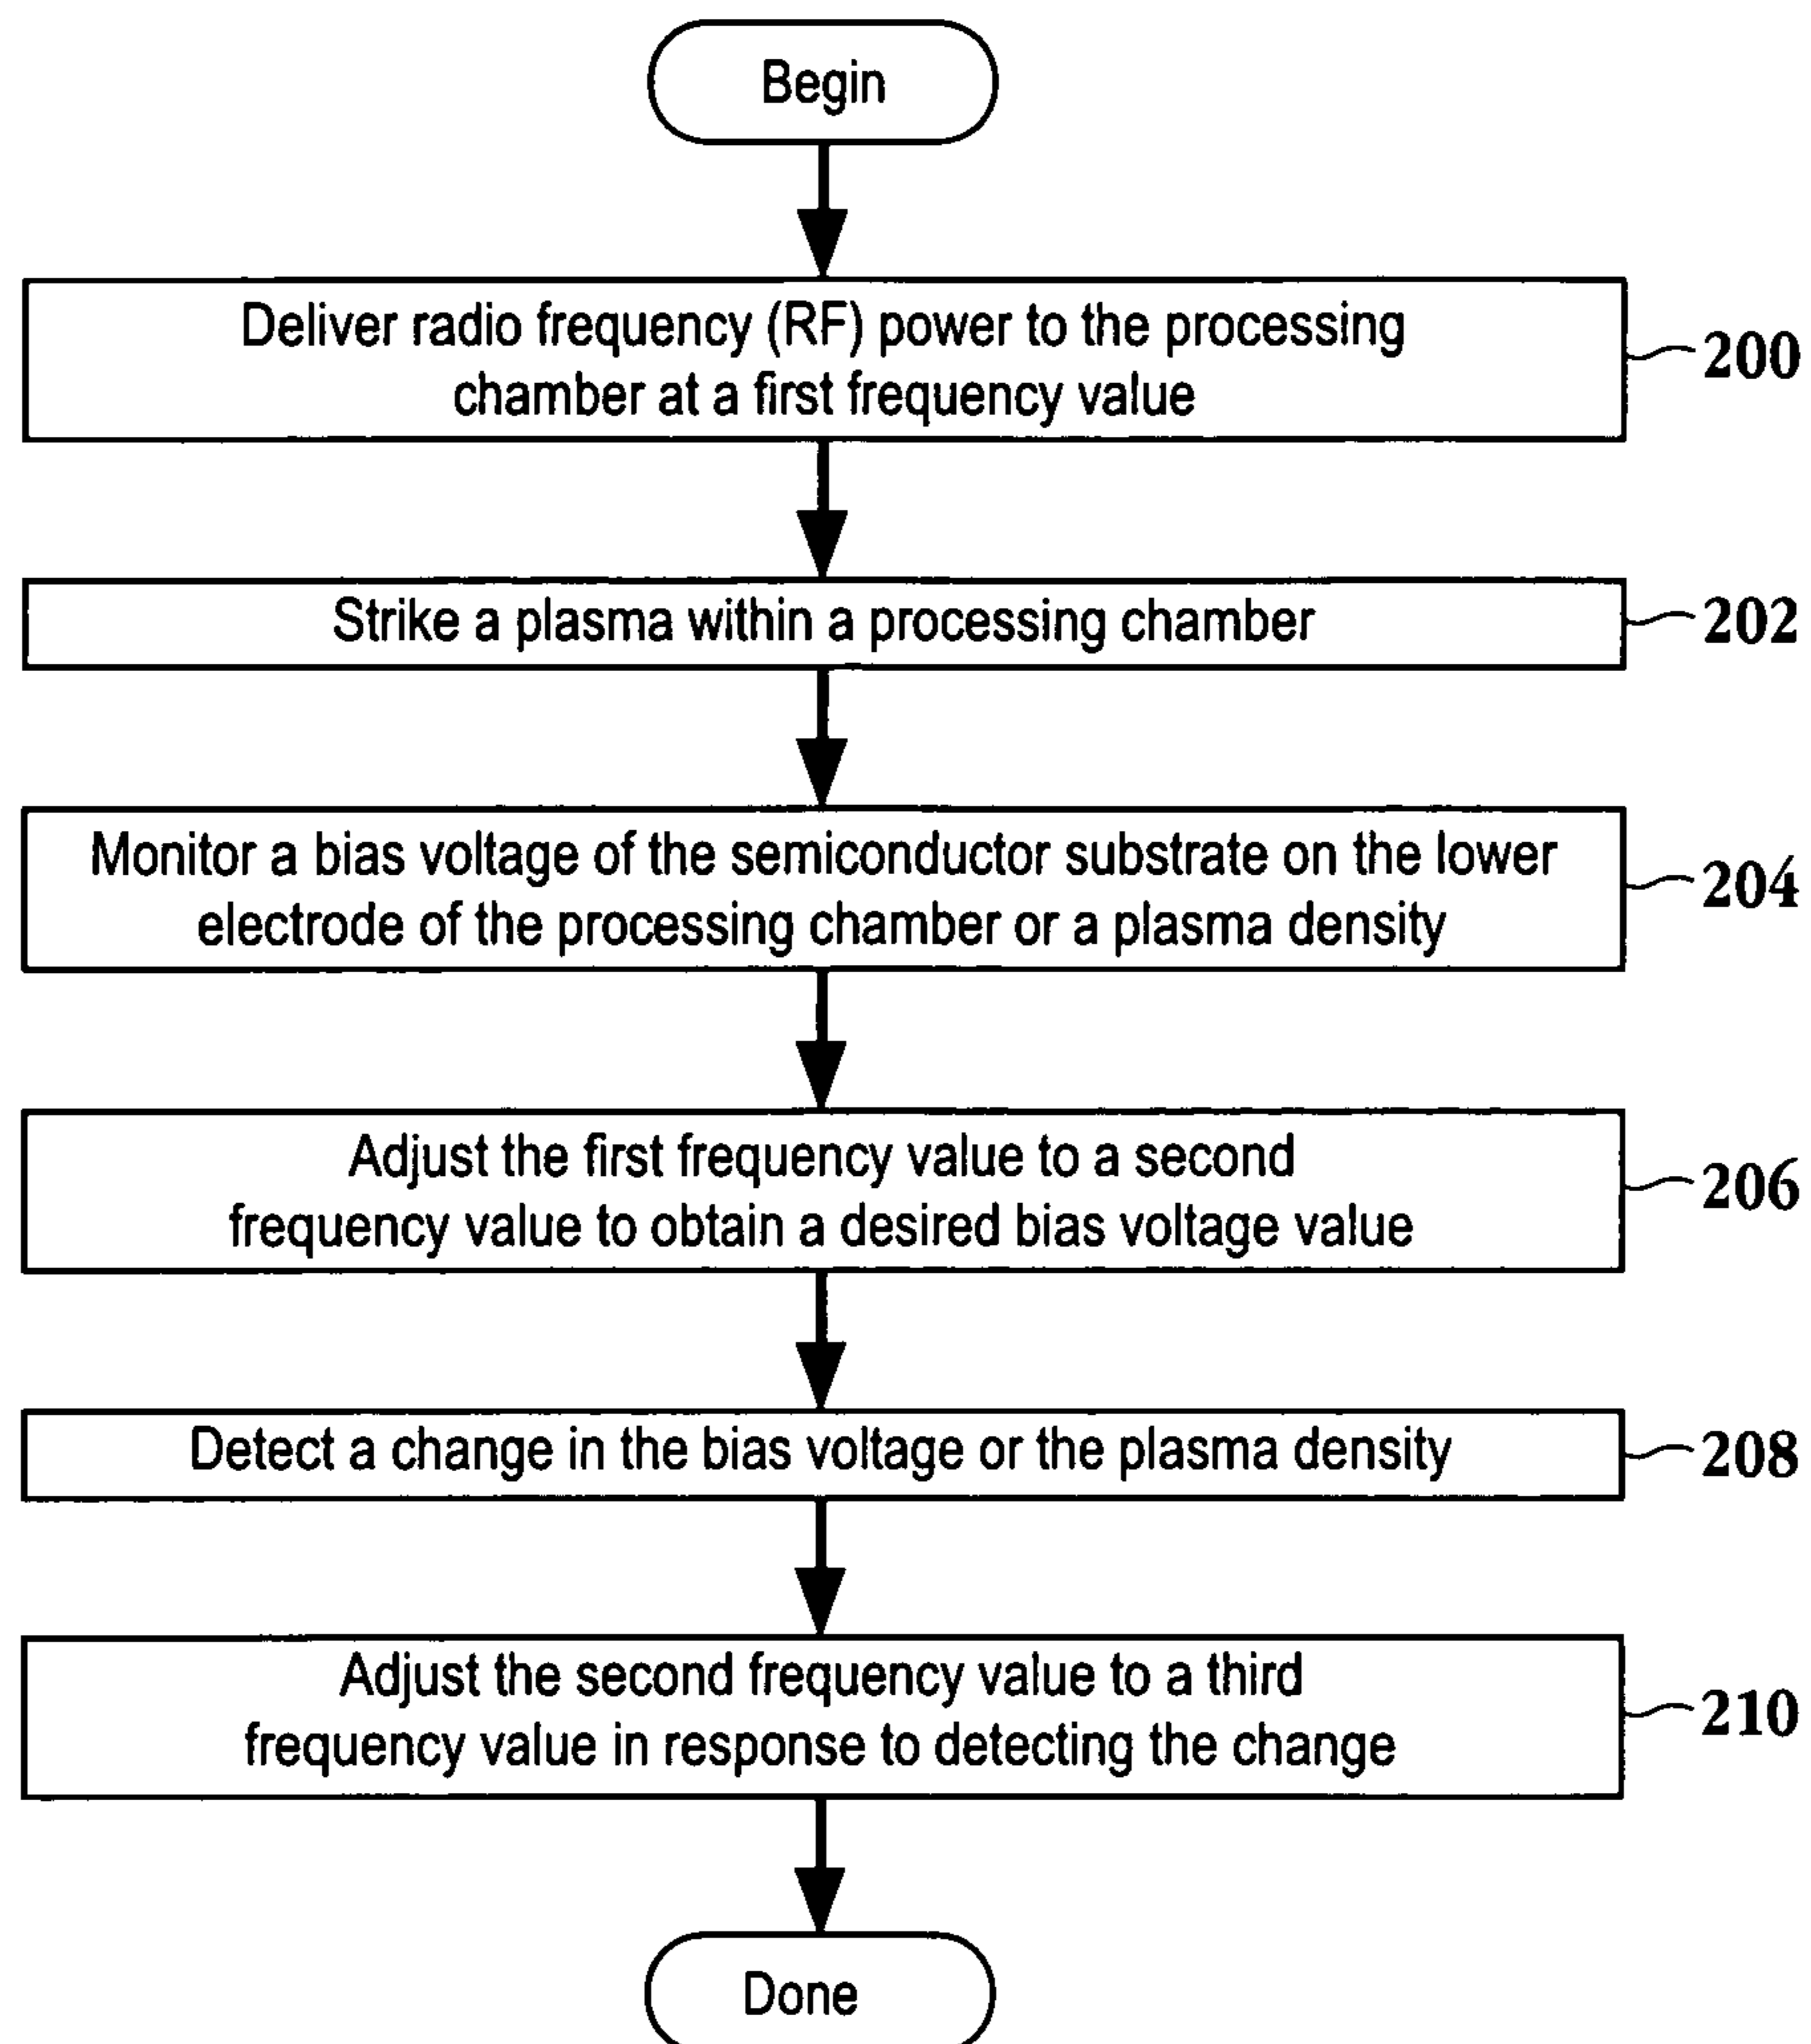 Begin
Deliver radio frequency (RF) power to the processing
chamber at a first frequency value
200
Strike a plasma within a processing chamber
202
Monitor a bias voltage of the semiconductor substrate on the lower
electrode of the processing chamber or a plasma density
204
Adjust the first frequency value to a second
frequency value to obtain a desired bias voltage value
206
Detect a change in the bias voltage or the plasma density
208
Adjust the second frequency value to a third
frequency value in response to detecting the change
210
Done